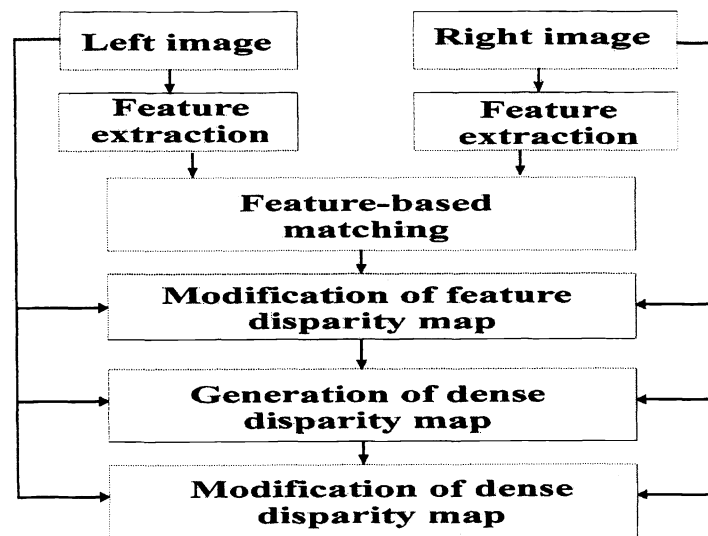 Left image
Right image
Feature
extraction
Feature
extraction
Feature-based
matching
Modification of feature
disparity map
Generation of dense
disparity map
Modification of dense
disparity map